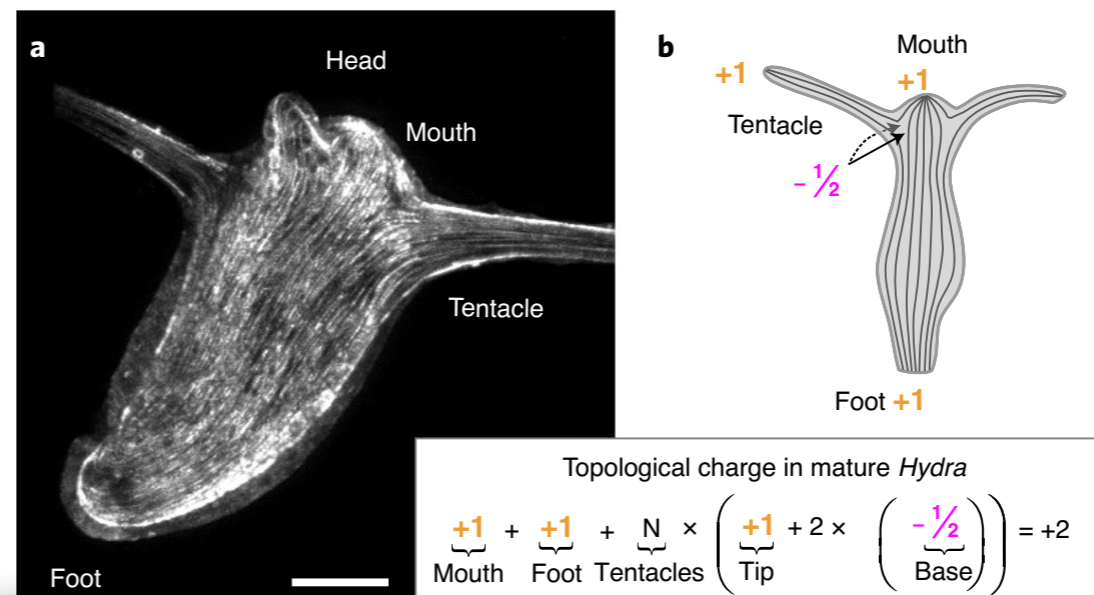 a
Head
Mouth
Tentacle
Foot
b
Mouth
+1
+1
Tentacle
- ½
Foot +1
Topological charge in mature Hydra
+1 + +1 + N × ( +1 + 2 × ( - ½ ) ) = +2
Mouth Foot Tentacles Tip Base